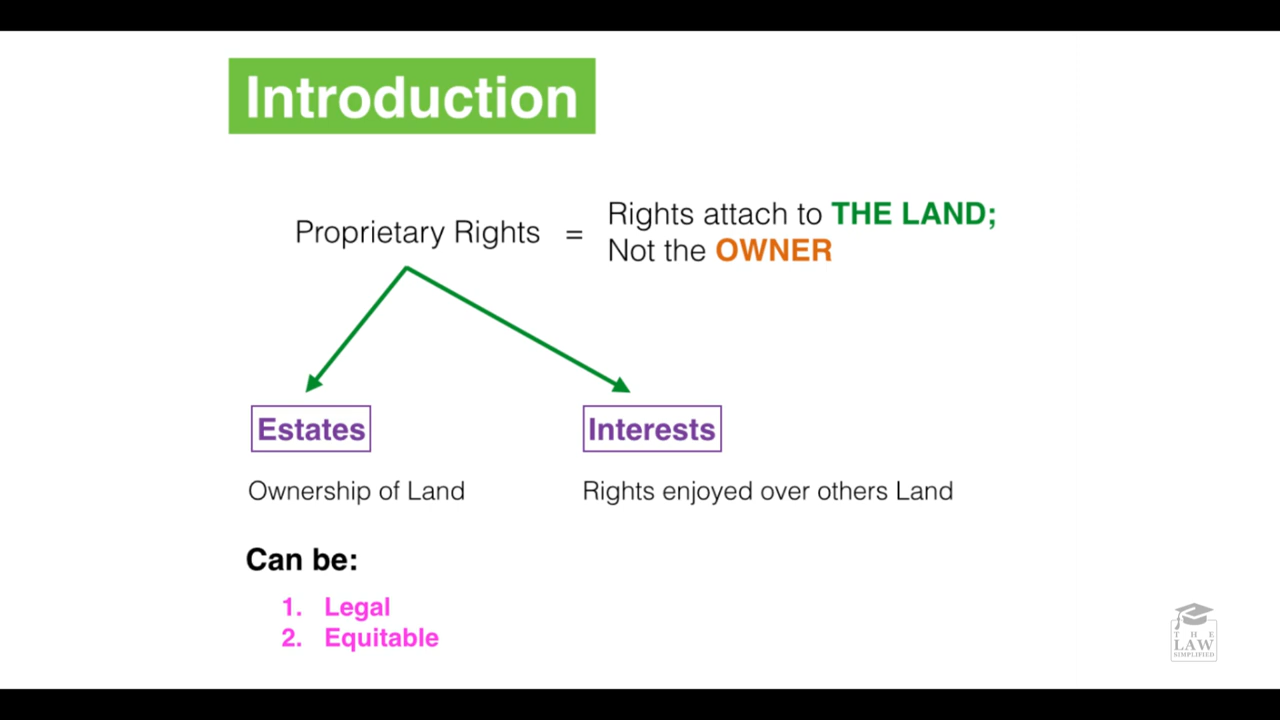 Introduction
Proprietary Rights =
Rights attach to THE LAND;
Not the OWNER
Estates
Interests
Ownership of Land
Rights enjoyed over others Land
Can be:
1. Legal
2. Equitable
THE
LAW
SIMPLIFIED